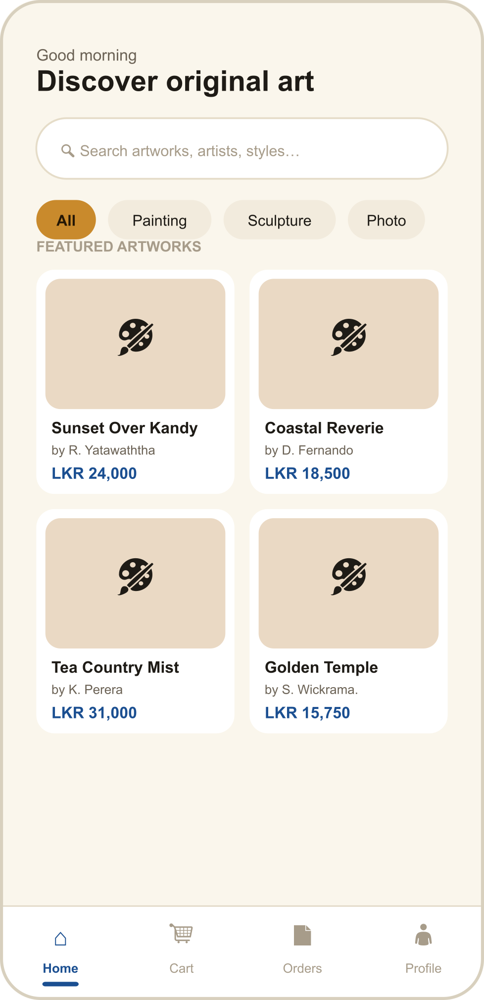 Good morning
Discover original art
Search artworks, artists, styles…
All Painting Sculpture Photo
FEATURED ARTWORKS
Sunset Over Kandy
by R. Yatawaththa
LKR 24,000
Coastal Reverie
by D. Fernando
LKR 18,500
Tea Country Mist
by K. Perera
LKR 31,000
Golden Temple
by S. Wickrama.
LKR 15,750
Home Cart Orders Profile